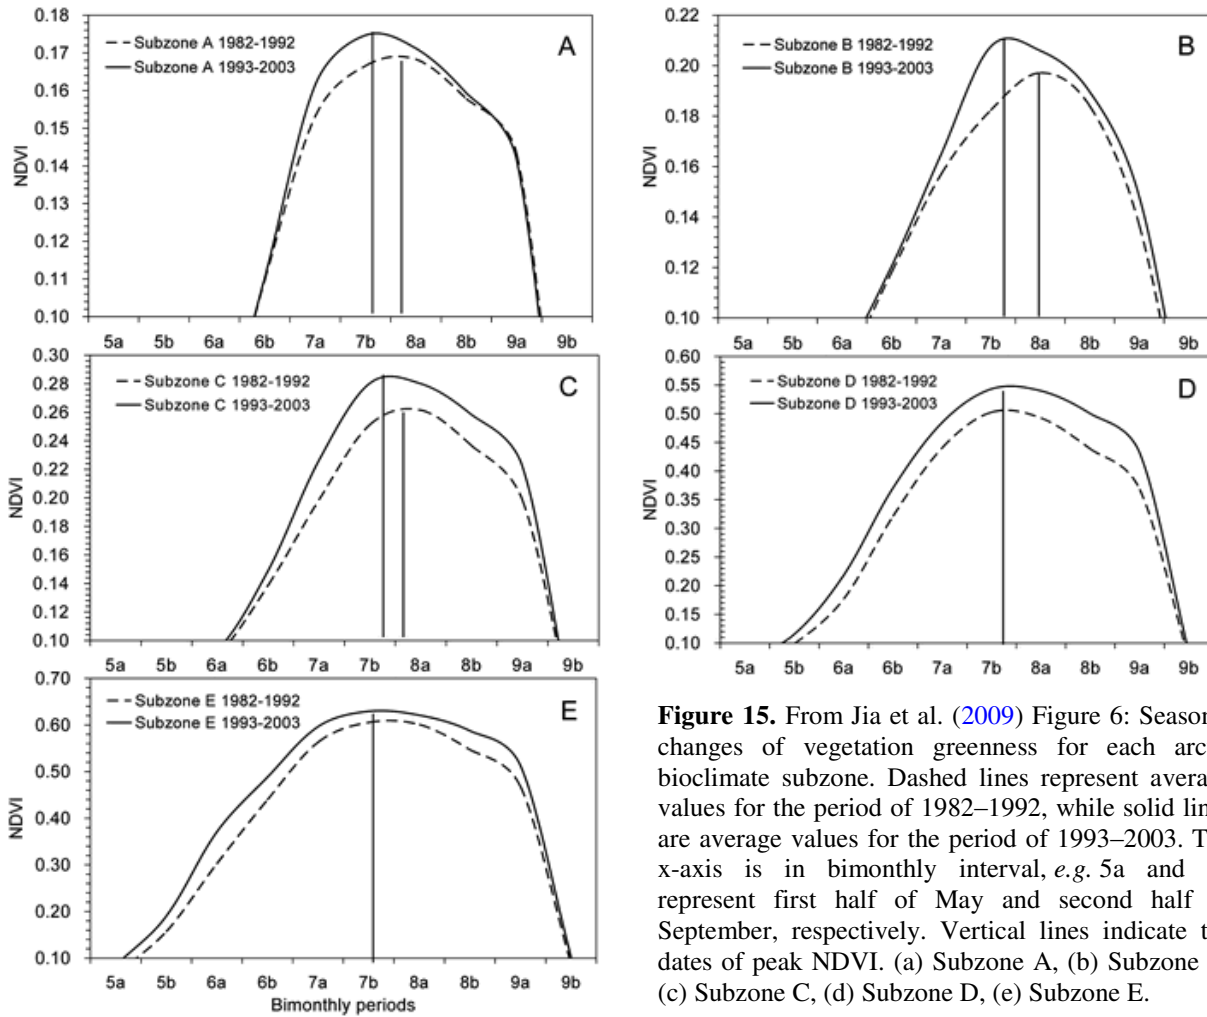 0.18
0.17
0.16
0.15
0.14
0.13
0.12
0.11
0.10
NDVI
Subzone A 1982-1992
Subzone A 1993-2003
A
5a 5b 6a 6b 7a 7b 8a 8b 9a 9b
0.22
0.20
0.18
0.16
0.14
0.12
0.10
NDVI
Subzone B 1982-1992
Subzone B 1993-2003
B
5a 5b 6a 6b 7a 7b 8a 8b 9a 9b
0.30
0.28
0.26
0.24
0.22
0.20
0.18
0.16
0.14
0.12
0.10
NDVI
Subzone C 1982-1992
Subzone C 1993-2003
C
5a 5b 6a 6b 7a 7b 8a 8b 9a 9b
0.60
0.55
0.50
0.45
0.40
0.35
0.30
0.25
0.20
0.15
0.10
NDVI
Subzone D 1982-1992
Subzone D 1993-2003
D
5a 5b 6a 6b 7a 7b 8a 8b 9a 9b
0.70
0.60
0.50
0.40
0.30
0.20
0.10
NDVI
Subzone E 1982-1992
Subzone E 1993-2003
E
5a 5b 6a 6b 7a 7b 8a 8b 9a 9b
Bimonthly periods
Figure 15. From Jia et al. (2009) Figure 6: Season
changes of vegetation greenness for each arc
bioclimate subzone. Dashed lines represent avera
values for the period of 1982–1992, while solid lin
are average values for the period of 1993–2003. T
x-axis is in bimonthly interval, e.g. 5a and
represent first half of May and second half
September, respectively. Vertical lines indicate t
dates of peak NDVI. (a) Subzone A, (b) Subzone
(c) Subzone C, (d) Subzone D, (e) Subzone E.